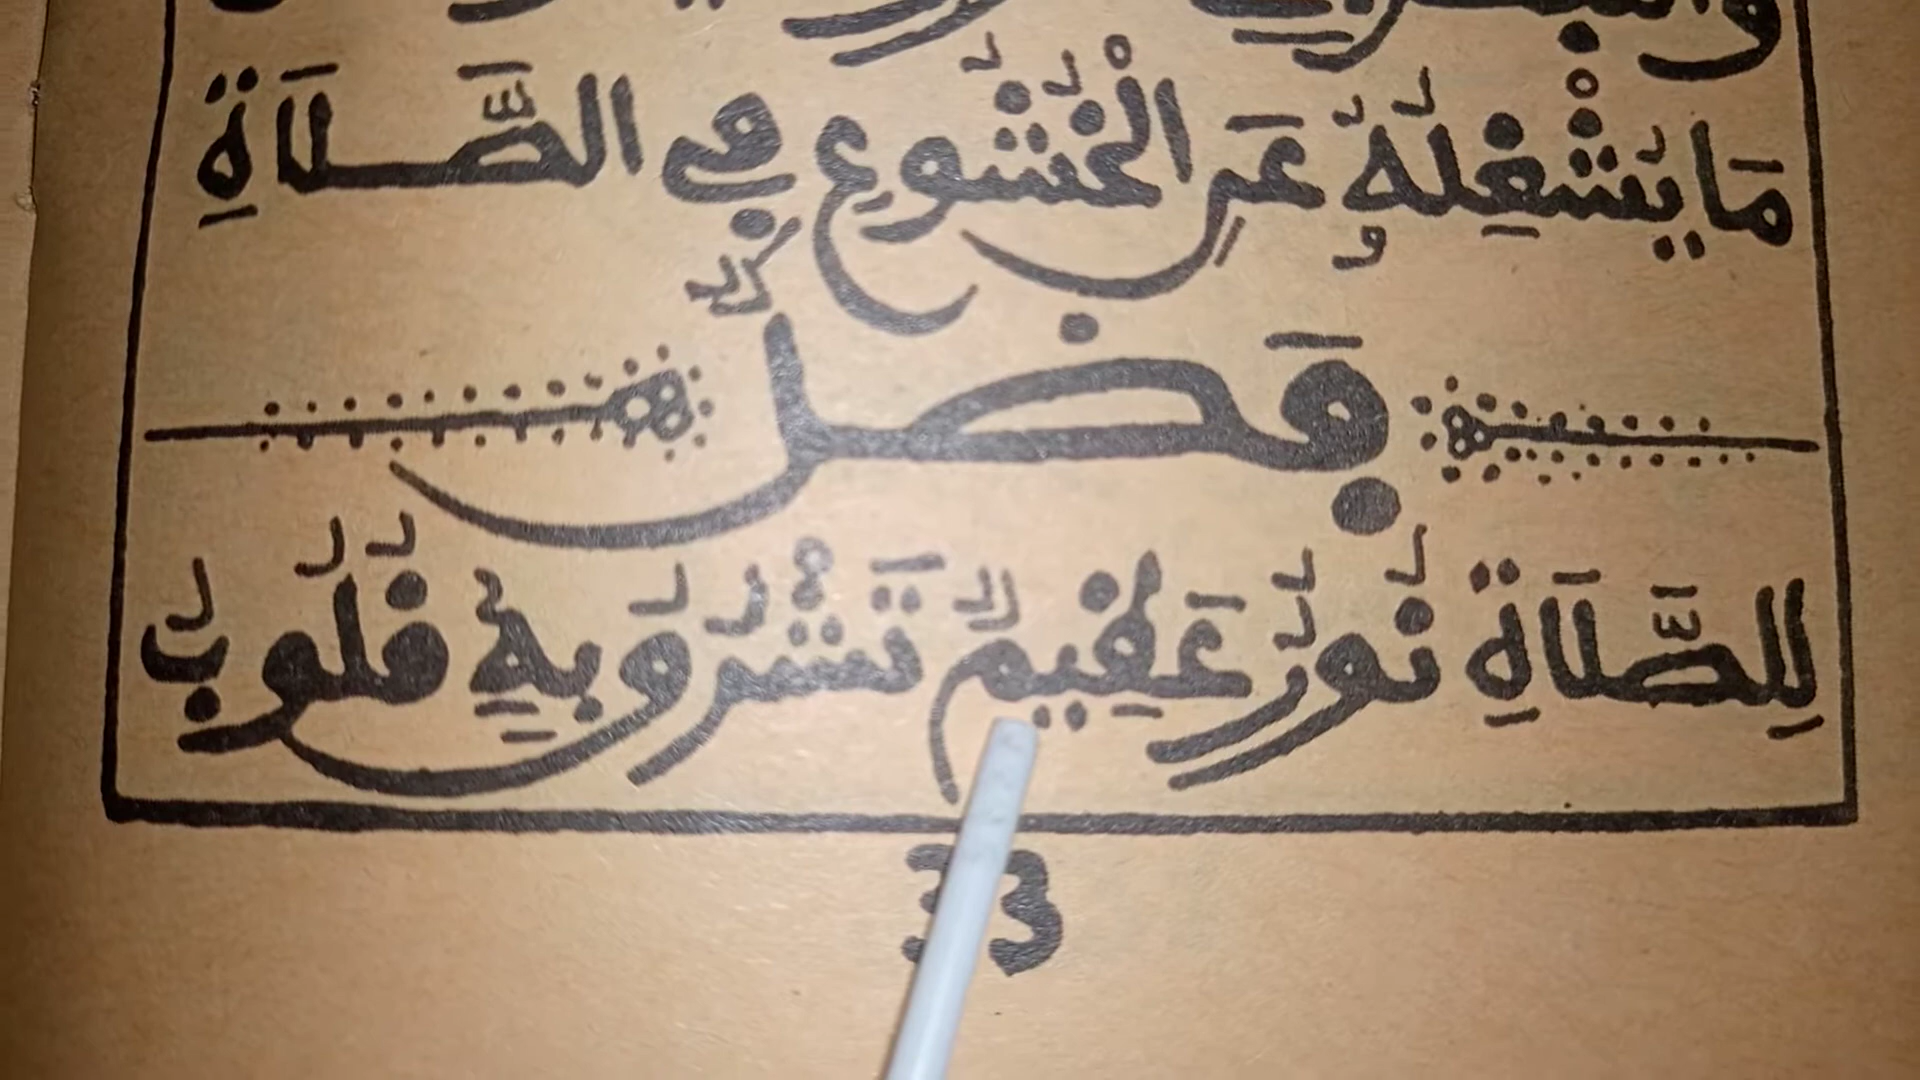 مَا يُشْغِلُهُ عَنِ الْخُشُوعِ فِي الصَّلَاةِ
فَصْلٌ
لِلصَّلَاةِ نُورٌ عَظِيمٌ تَشْرُقُ بِهِ قُلُوبُ
33